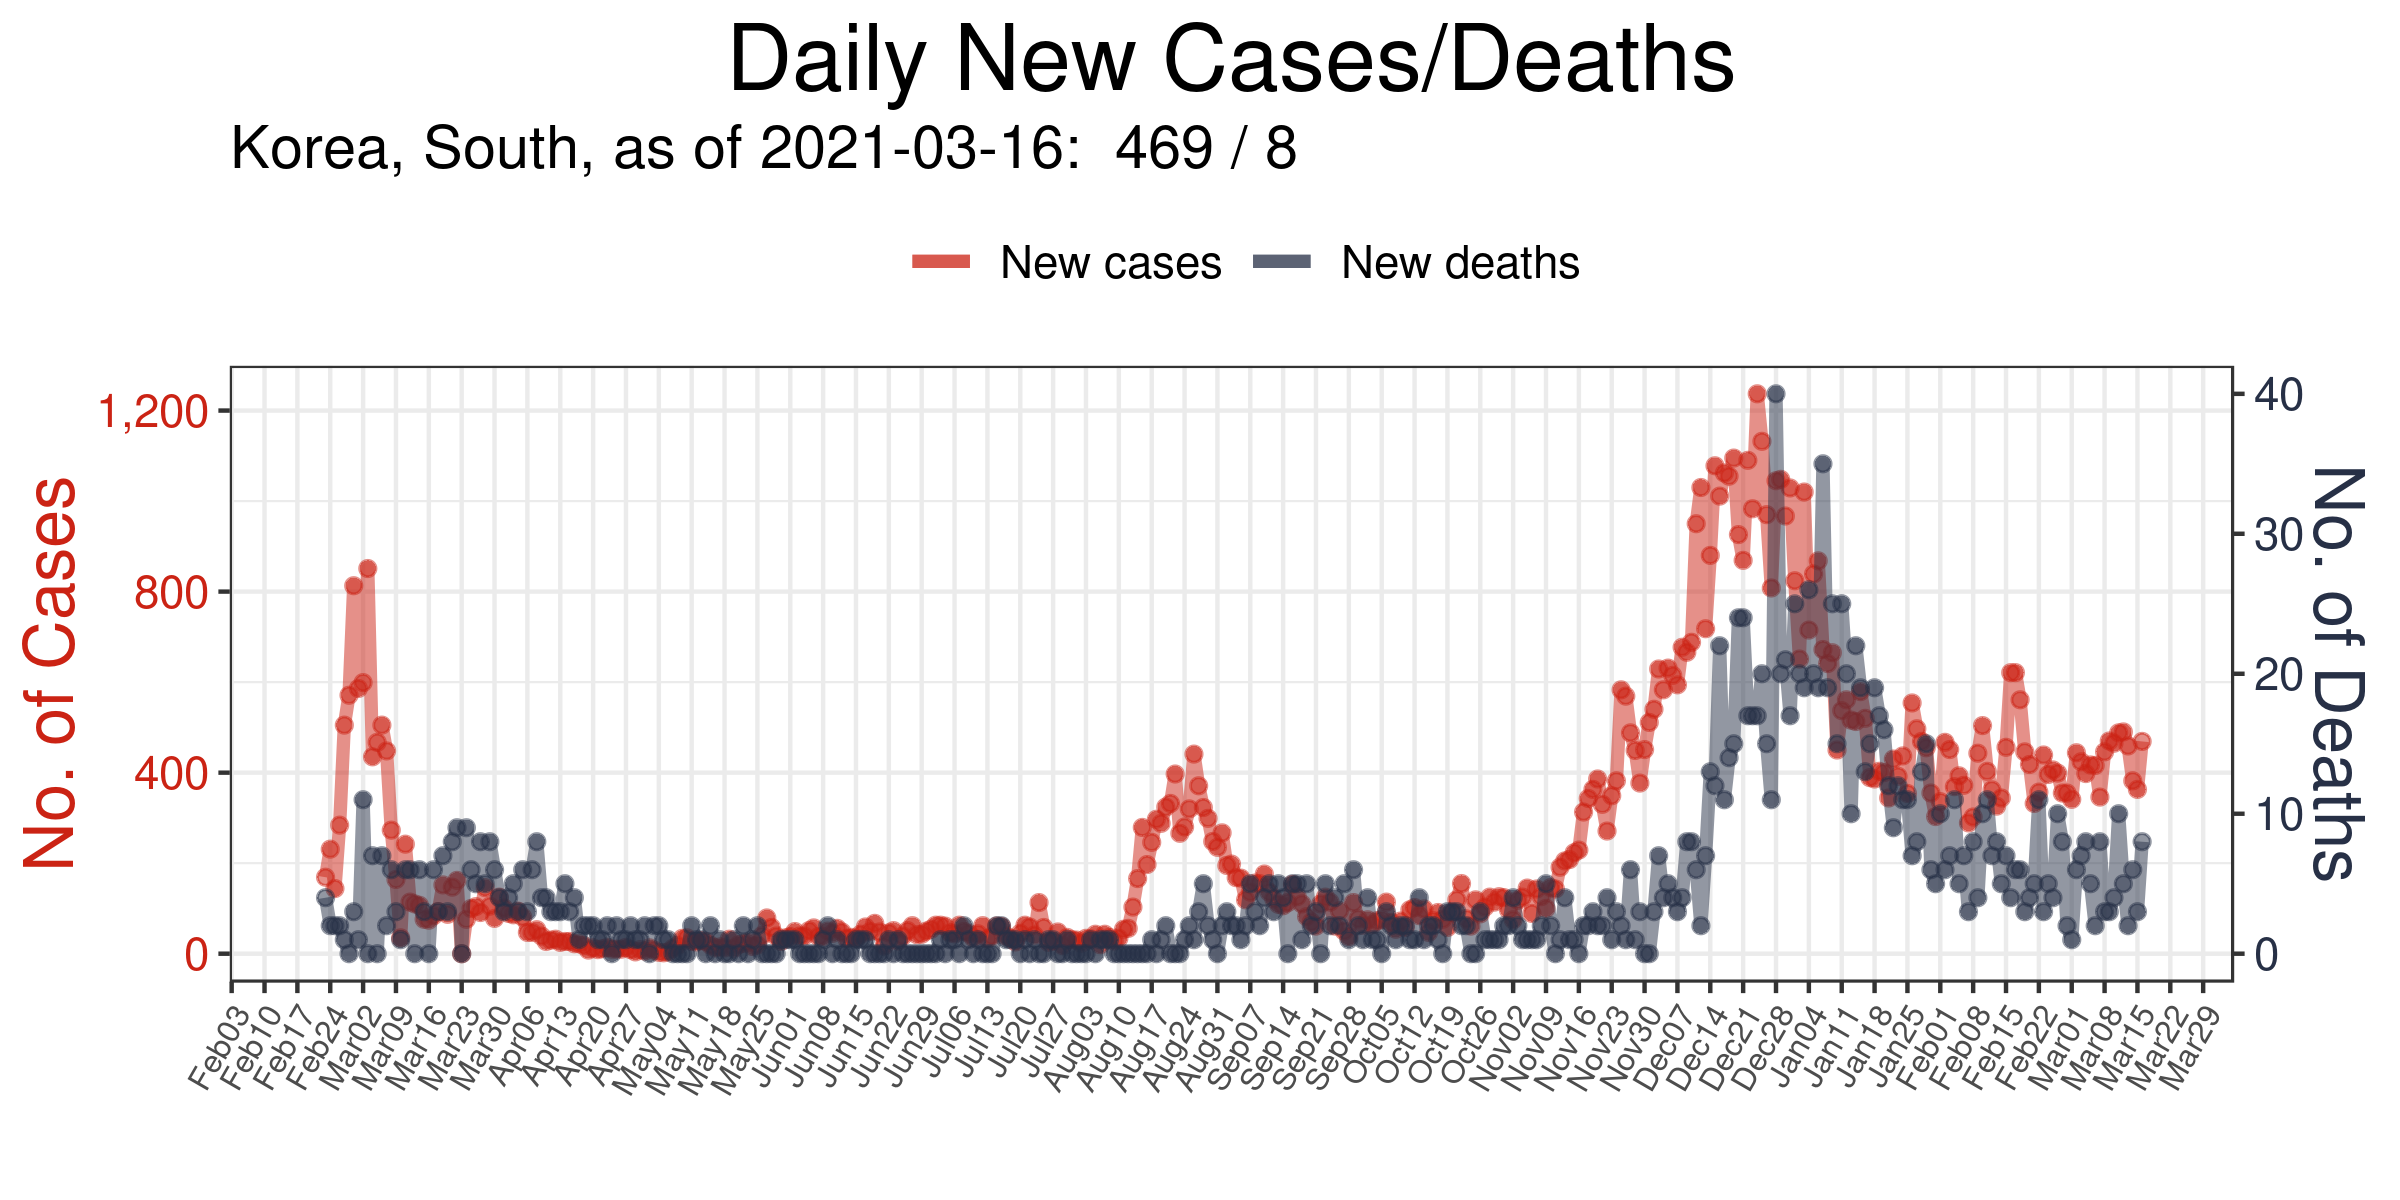 Daily New Cases/Deaths
Korea, South, as of 2021-03-16:  469 / 8
New cases
New deaths
No. of Cases
1,200
800
400
0
40
30
20
10
0
No. of Deaths
Feb03
Feb10
Feb17
Feb24
Mar02
Mar09
Mar16
Mar23
Mar30
Apr06
Apr13
Apr20
Apr27
May04
May11
May18
May25
Jun01
Jun08
Jun15
Jun22
Jun29
Jul06
Jul13
Jul20
Jul27
Aug03
Aug10
Aug17
Aug24
Aug31
Sep07
Sep14
Sep21
Sep28
Oct05
Oct12
Oct19
Oct26
Nov02
Nov09
Nov16
Nov23
Nov30
Dec07
Dec14
Dec21
Dec28
Jan04
Jan11
Jan18
Jan25
Feb01
Feb08
Feb15
Feb22
Mar01
Mar08
Mar15
Mar22
Mar29